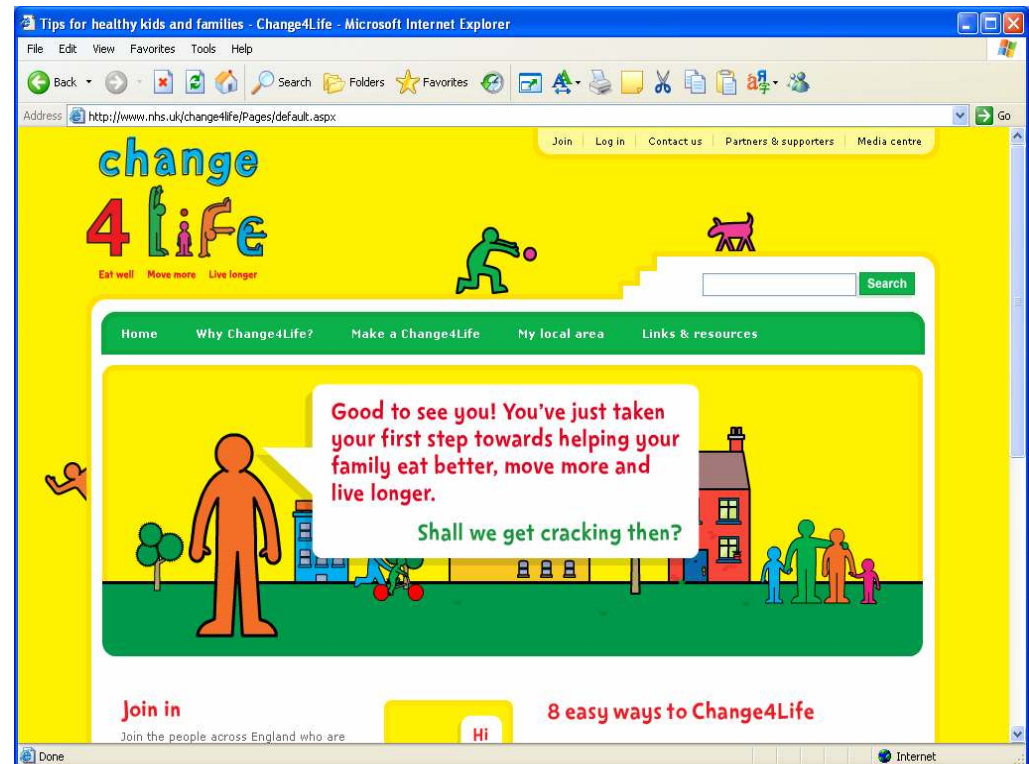 Tips for healthy kids and families - Change4Life - Microsoft Internet Explorer
File Edit View Favorites Tools Help
Back Search Folders Favorites
Address http://www.nhs.uk/change4life/Pages/default.aspx Go
Join Log in Contact us Partners & supporters Media centre
change
4LiFe
Eat well Move more Live longer
Search
Home Why Change4Life? Make a Change4Life My local area Links & resources
Good to see you! You've just taken
your first step towards helping your
family eat better, move more and
live longer.
Shall we get cracking then?
Join in
Join the people across England who are
Hi
8 easy ways to Change4Life
Done Internet